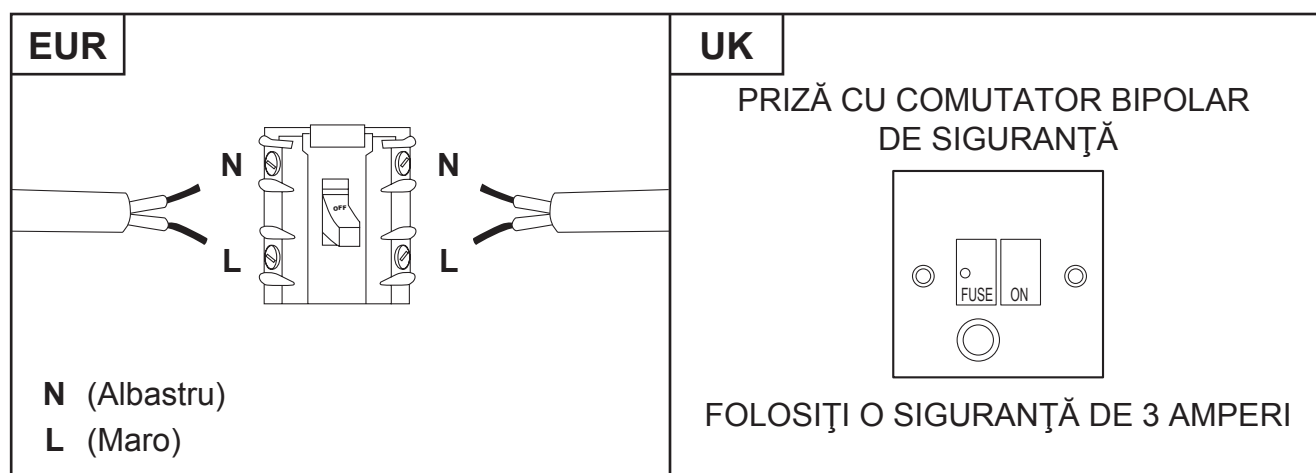 EUR
N
N
OFF
L
L
N (Albastru)
L (Maro)
UK
PRIZĂ CU COMUTATOR BIPOLAR
DE SIGURANŢĂ
FUSE ON
FOLOSIŢI O SIGURANŢĂ DE 3 AMPERI